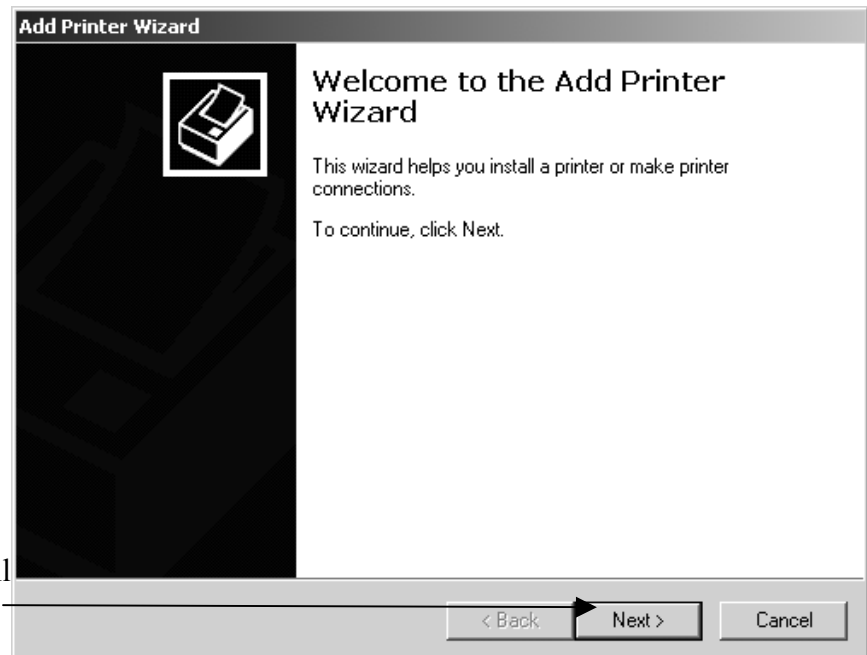 Add Printer Wizard
Welcome to the Add Printer
Wizard
This wizard helps you install a printer or make printer
connections.
To continue, click Next.
< Back
Next >
Cancel